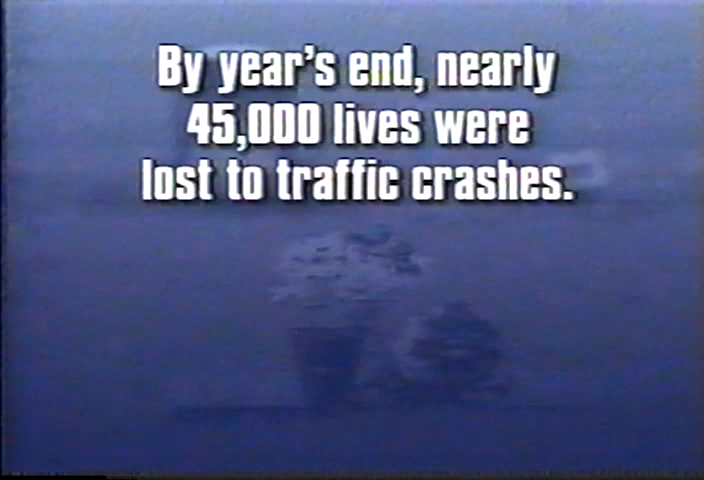 By year's end, nearly
45,000 lives were
lost to traffic crashes.